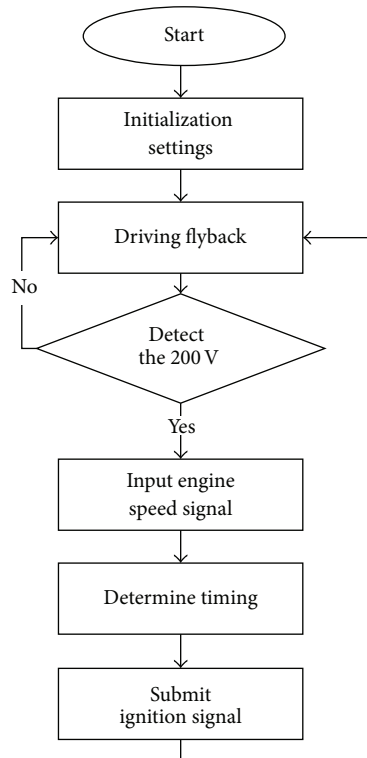 Start
Initialization
settings
Driving flyback
No
Detect
the 200 V
Yes
Input engine
speed signal
Determine timing
Submit
ignition signal